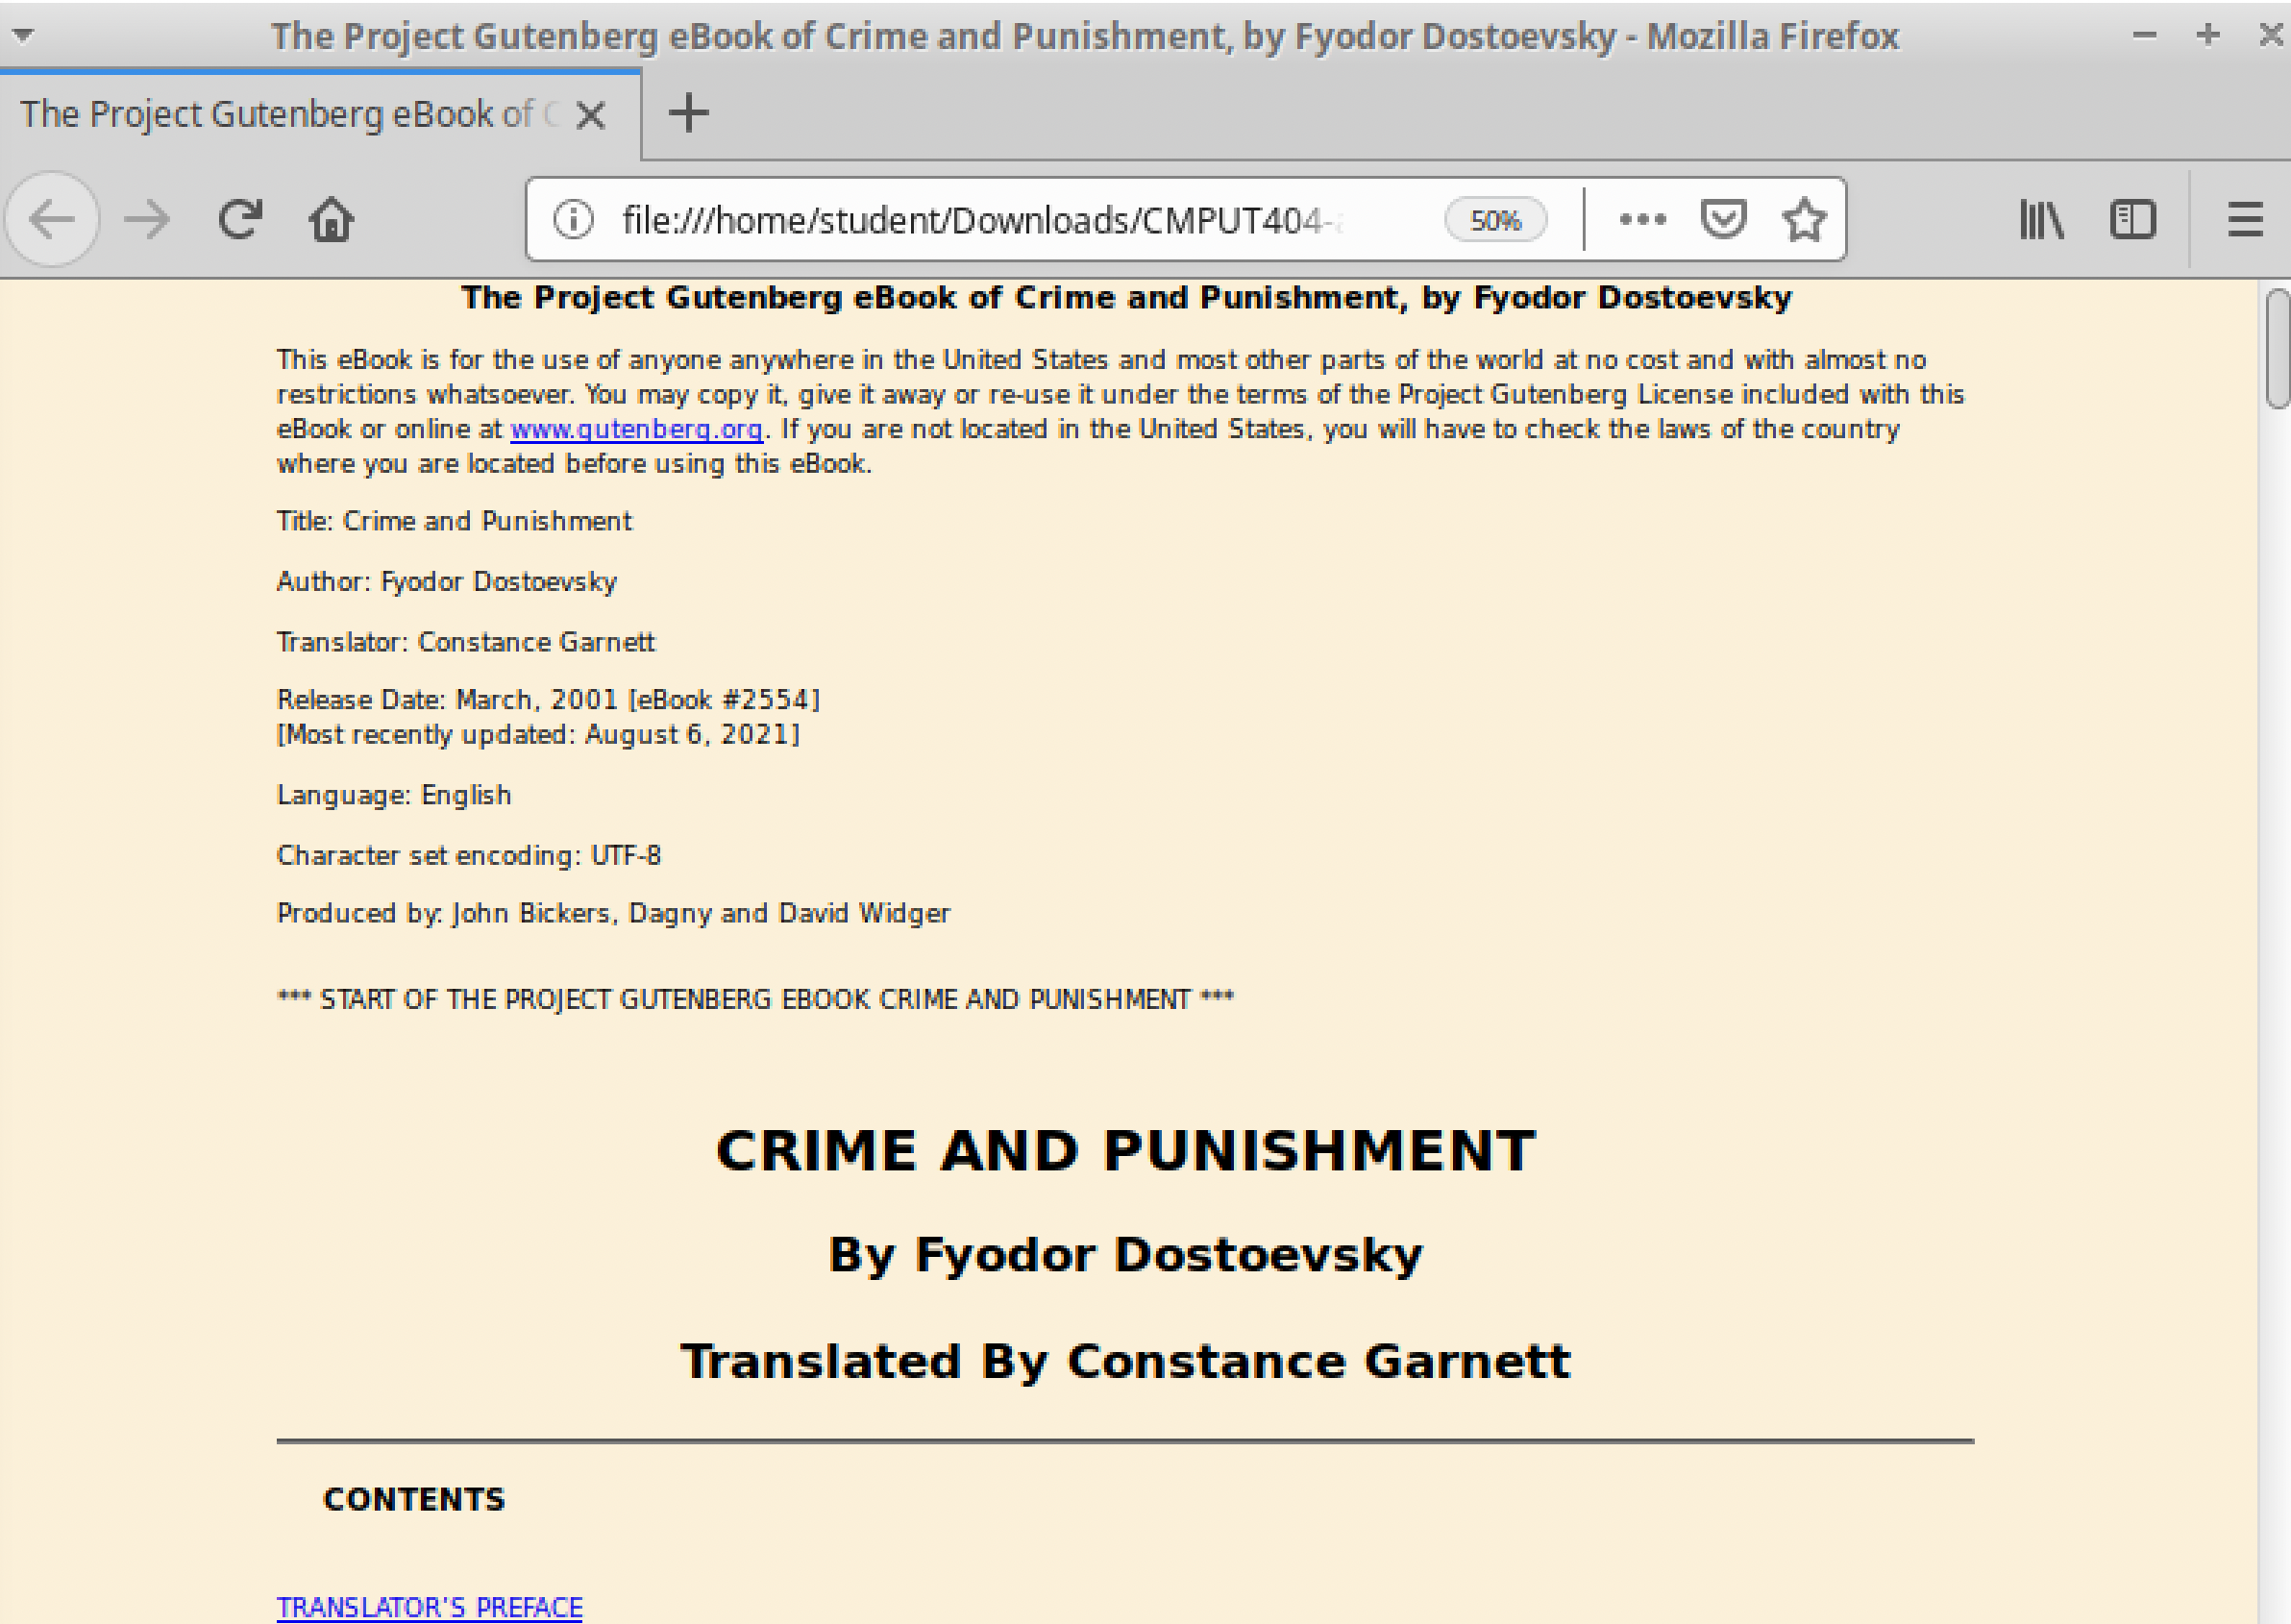 The Project Gutenberg eBook of Crime and Punishment, by Fyodor Dostoevsky - Mozilla Firefox
The Project Gutenberg eBook of C
file:///home/student/Downloads/CMPUT404-a
50%
The Project Gutenberg eBook of Crime and Punishment, by Fyodor Dostoevsky
This eBook is for the use of anyone anywhere in the United States and most other parts of the world at no cost and with almost no
restrictions whatsoever. You may copy it, give it away or re-use it under the terms of the Project Gutenberg License included with this
eBook or online at www.gutenberg.org. If you are not located in the United States, you will have to check the laws of the country
where you are located before using this eBook.
Title: Crime and Punishment
Author: Fyodor Dostoevsky
Translator: Constance Garnett
Release Date: March, 2001 [eBook #2554]
[Most recently updated: August 6, 2021]
Language: English
Character set encoding: UTF-8
Produced by: John Bickers, Dagny and David Widger
*** START OF THE PROJECT GUTENBERG EBOOK CRIME AND PUNISHMENT ***
CRIME AND PUNISHMENT
By Fyodor Dostoevsky
Translated By Constance Garnett
CONTENTS
TRANSLATOR'S PREFACE